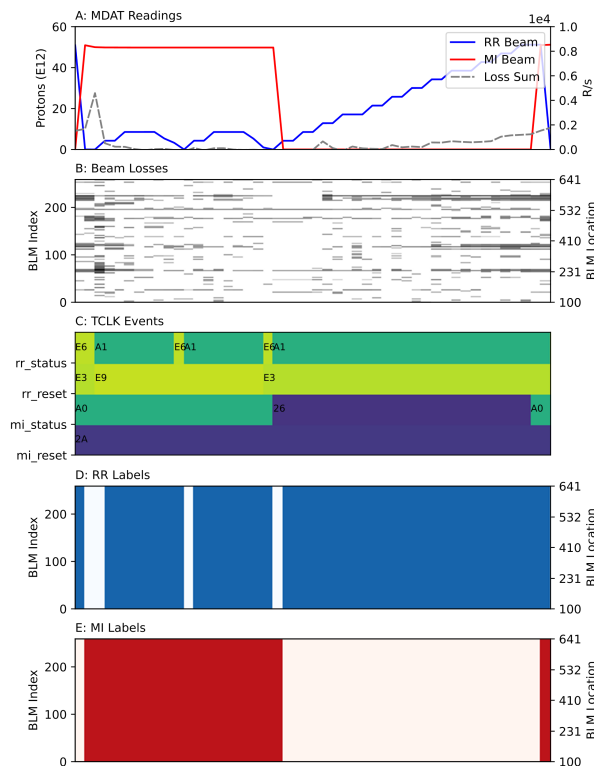 A: MDAT Readings
1e4
60
40
20
0
Protons (E12)
RR Beam
MI Beam
Loss Sum
1.0
0.8
0.6
0.4
0.2
0.0
R/s
B: Beam Losses
200
100
0
BLM Index
641
532
410
231
100
BLM Location
C: TCLK Events
E6 A1 E6 A1 E6 A1
rr_status
E3 E9 E3
rr_reset
A0 26 A0
mi_status
2A
mi_reset
D: RR Labels
200
100
0
BLM Index
641
532
410
231
100
BLM Location
E: MI Labels
200
100
0
BLM Index
641
532
410
231
100
BLM Location